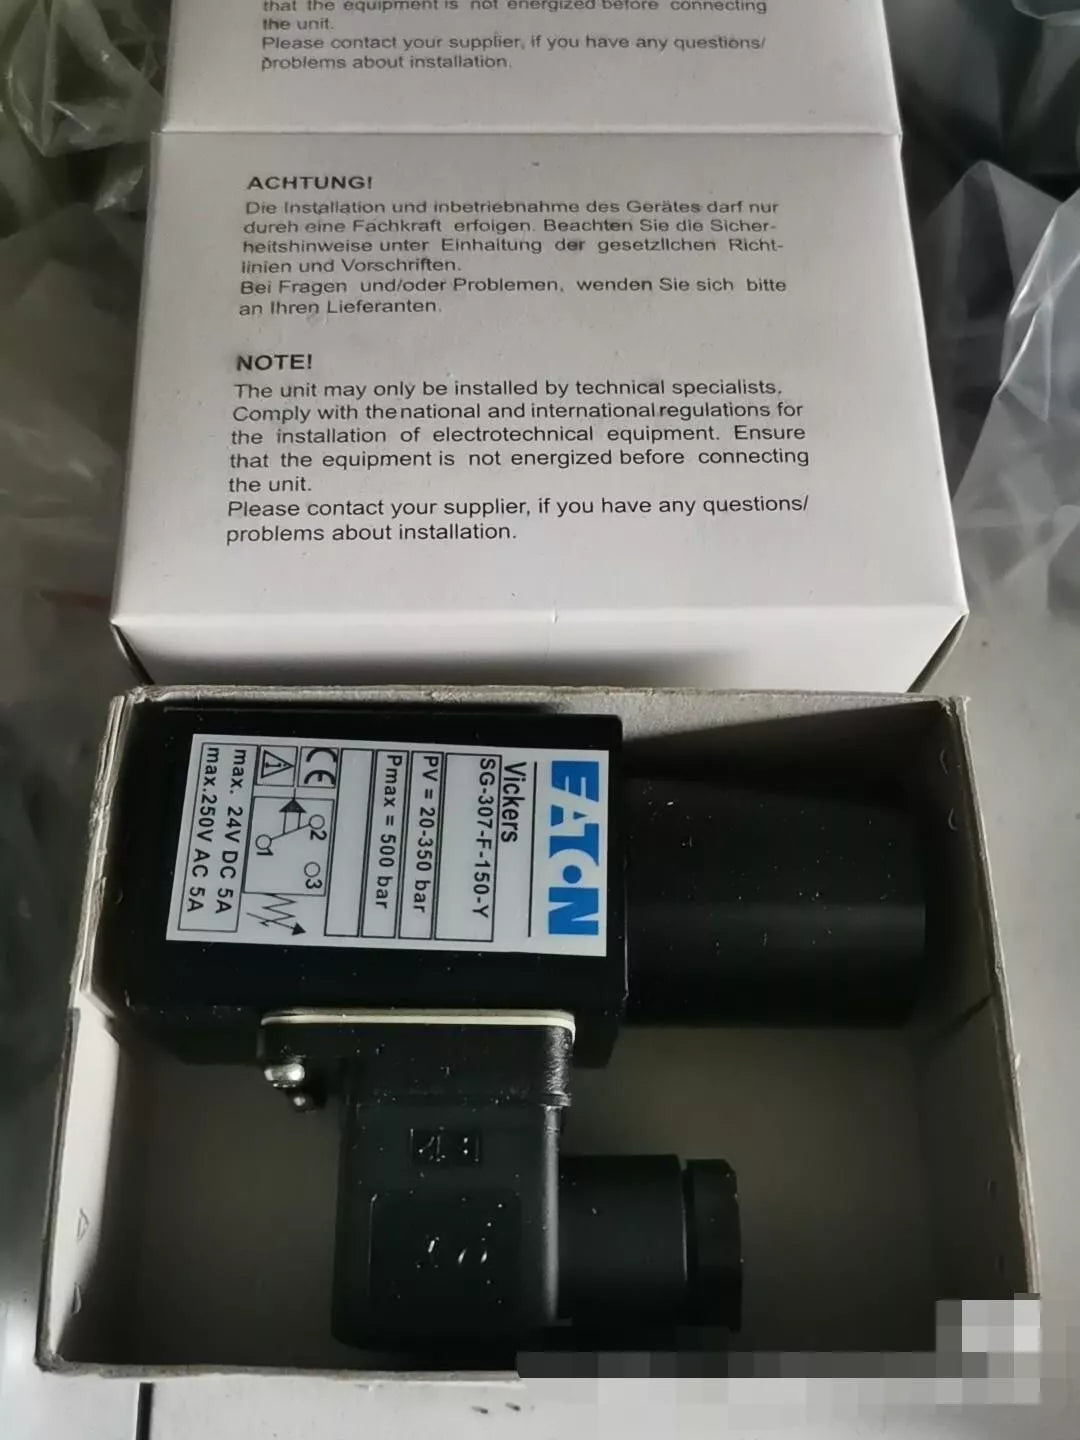 that the equipment is not energized before connecting
the unit.
Please contact your supplier, if you have any questions/
problems about installation.
ACHTUNG!
Die Installation und inbetriebnahme des Gerätes darf nur
dureh eine Fachkraft erfoigen. Beachten Sie die Sicher-
heitshinweise unter Einhaitung der gesetzlichen Richt-
linien und Vorschriften.
Bei Fragen und/oder Problemen, wenden Sie sich bitte
an Ihren Lieferanten.
NOTE!
The unit may only be installed by technical specialists.
Comply with the national and international regulations for
the installation of electrotechnical equipment. Ensure
that the equipment is not energized before connecting
the unit.
Please contact your supplier, if you have any questions/
problems about installation.
EATON
Vickers
SG-307-F-150-Y
PV = 20-350 bar
Pmax = 500 bar
CE
2
3
1
max. 24V DC 5A
max.250V AC 5A